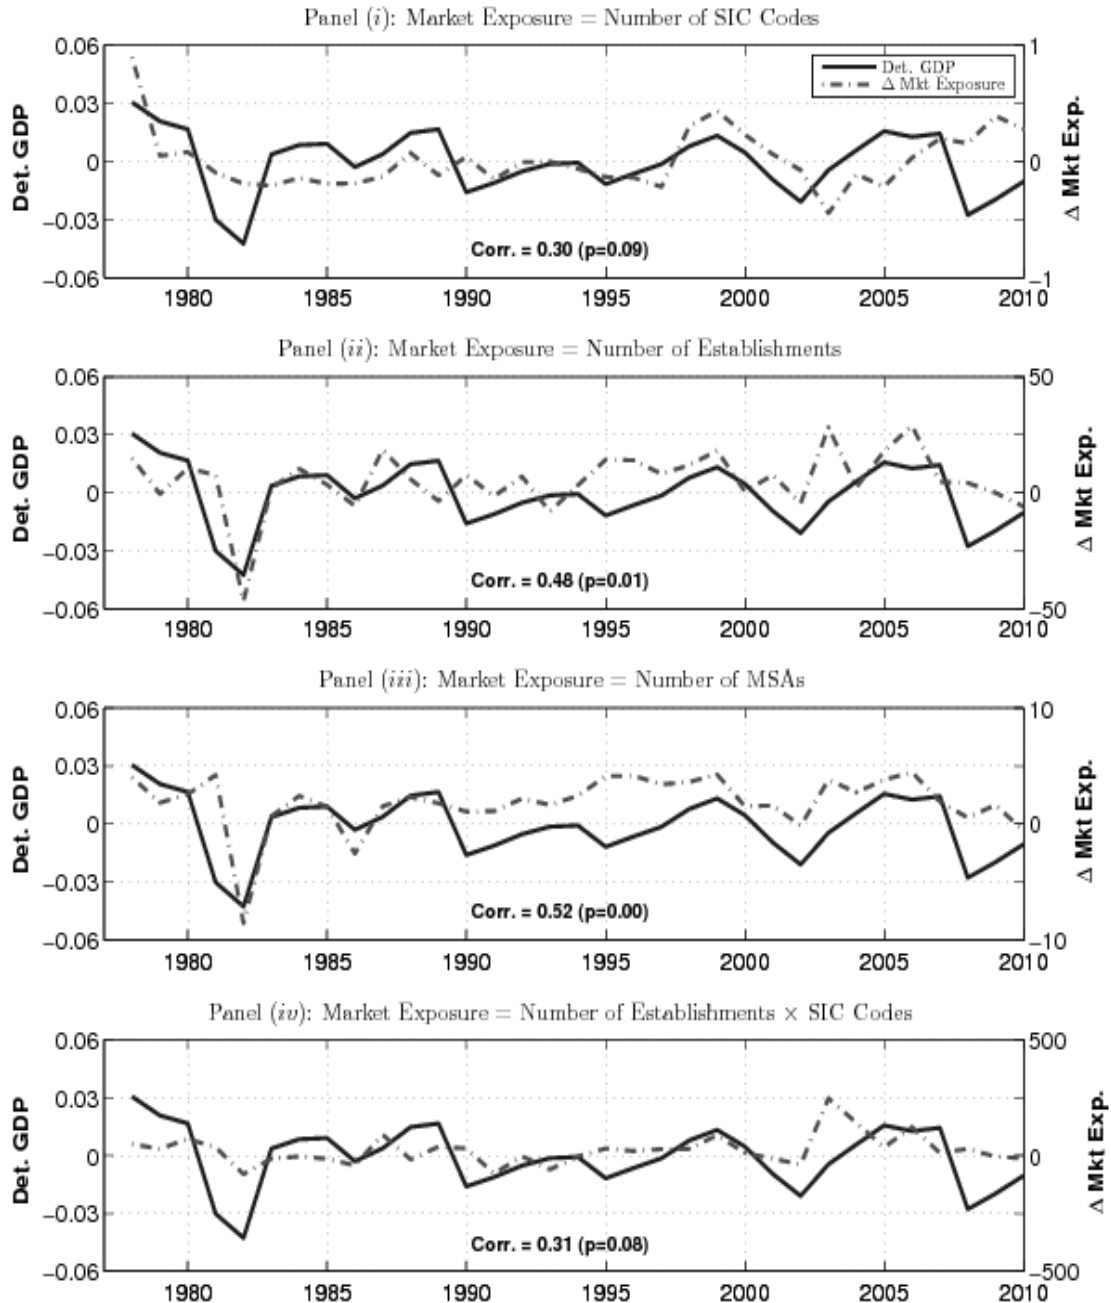 Panel (i): Market Exposure = Number of SIC Codes
0.06
0.03
0
−0.03
−0.06
Det. GDP
1
0
−1
Δ Mkt Exp.
Det. GDP
Δ Mkt Exposure
Corr. = 0.30 (p=0.09)
1980 1985 1990 1995 2000 2005 2010
Panel (ii): Market Exposure = Number of Establishments
0.06
0.03
0
−0.03
−0.06
Det. GDP
50
0
−50
Δ Mkt Exp.
Corr. = 0.48 (p=0.01)
1980 1985 1990 1995 2000 2005 2010
Panel (iii): Market Exposure = Number of MSAs
0.06
0.03
0
−0.03
−0.06
Det. GDP
10
0
−10
Δ Mkt Exp.
Corr. = 0.52 (p=0.00)
1980 1985 1990 1995 2000 2005 2010
Panel (iv): Market Exposure = Number of Establishments × SIC Codes
0.06
0.03
0
−0.03
−0.06
Det. GDP
500
0
−500
Δ Mkt Exp.
Corr. = 0.31 (p=0.08)
1980 1985 1990 1995 2000 2005 2010